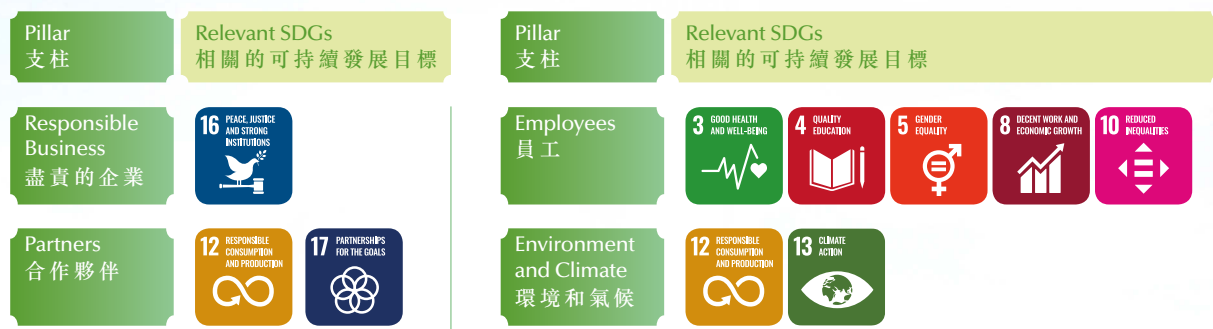 Pillar
支柱
Relevant SDGs
相關的可持續發展目標
Responsible
Business
盡責的企業
16 PEACE, JUSTICE
AND STRONG
INSTITUTIONS
Partners
合作夥伴
12 RESPONSIBLE
CONSUMPTION
AND PRODUCTION
17 PARTNERSHIPS
FOR THE GOALS
Pillar
支柱
Relevant SDGs
相關的可持續發展目標
Employees
員工
3 GOOD HEALTH
AND WELL-BEING
4 QUALITY
EDUCATION
5 GENDER
EQUALITY
8 DECENT WORK AND
ECONOMIC GROWTH
10 REDUCED
INEQUALITIES
Environment
and Climate
環境和氣候
12 RESPONSIBLE
CONSUMPTION
AND PRODUCTION
13 CLIMATE
ACTION